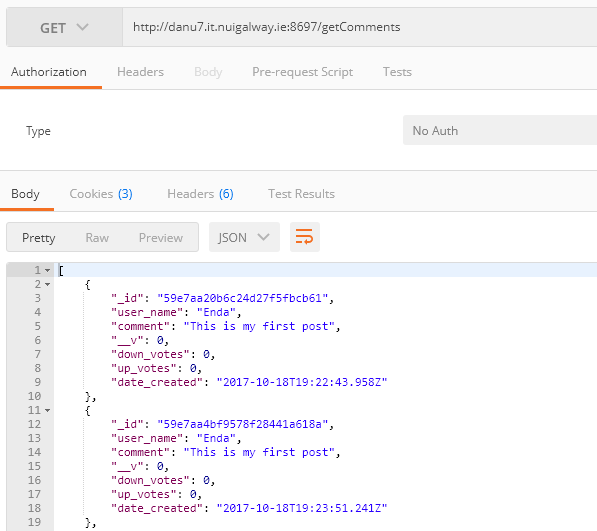 GET http://danu7.it.nuigalway.ie:8697/getComments
Authorization Headers Body Pre-request Script Tests
Type No Auth
Body Cookies (3) Headers (6) Test Results
Pretty Raw Preview JSON
1 [
2 {
3 "_id": "59e7aa20b6c24d27f5fbcb61",
4 "user_name": "Enda",
5 "comment": "This is my first post",
6 "__v": 0,
7 "down_votes": 0,
8 "up_votes": 0,
9 "date_created": "2017-10-18T19:22:43.958Z"
10 },
11 {
12 "_id": "59e7aa4bf9578f28441a618a",
13 "user_name": "Enda",
14 "comment": "This is my first post",
15 "__v": 0,
16 "down_votes": 0,
17 "up_votes": 0,
18 "date_created": "2017-10-18T19:23:51.241Z"
19 },